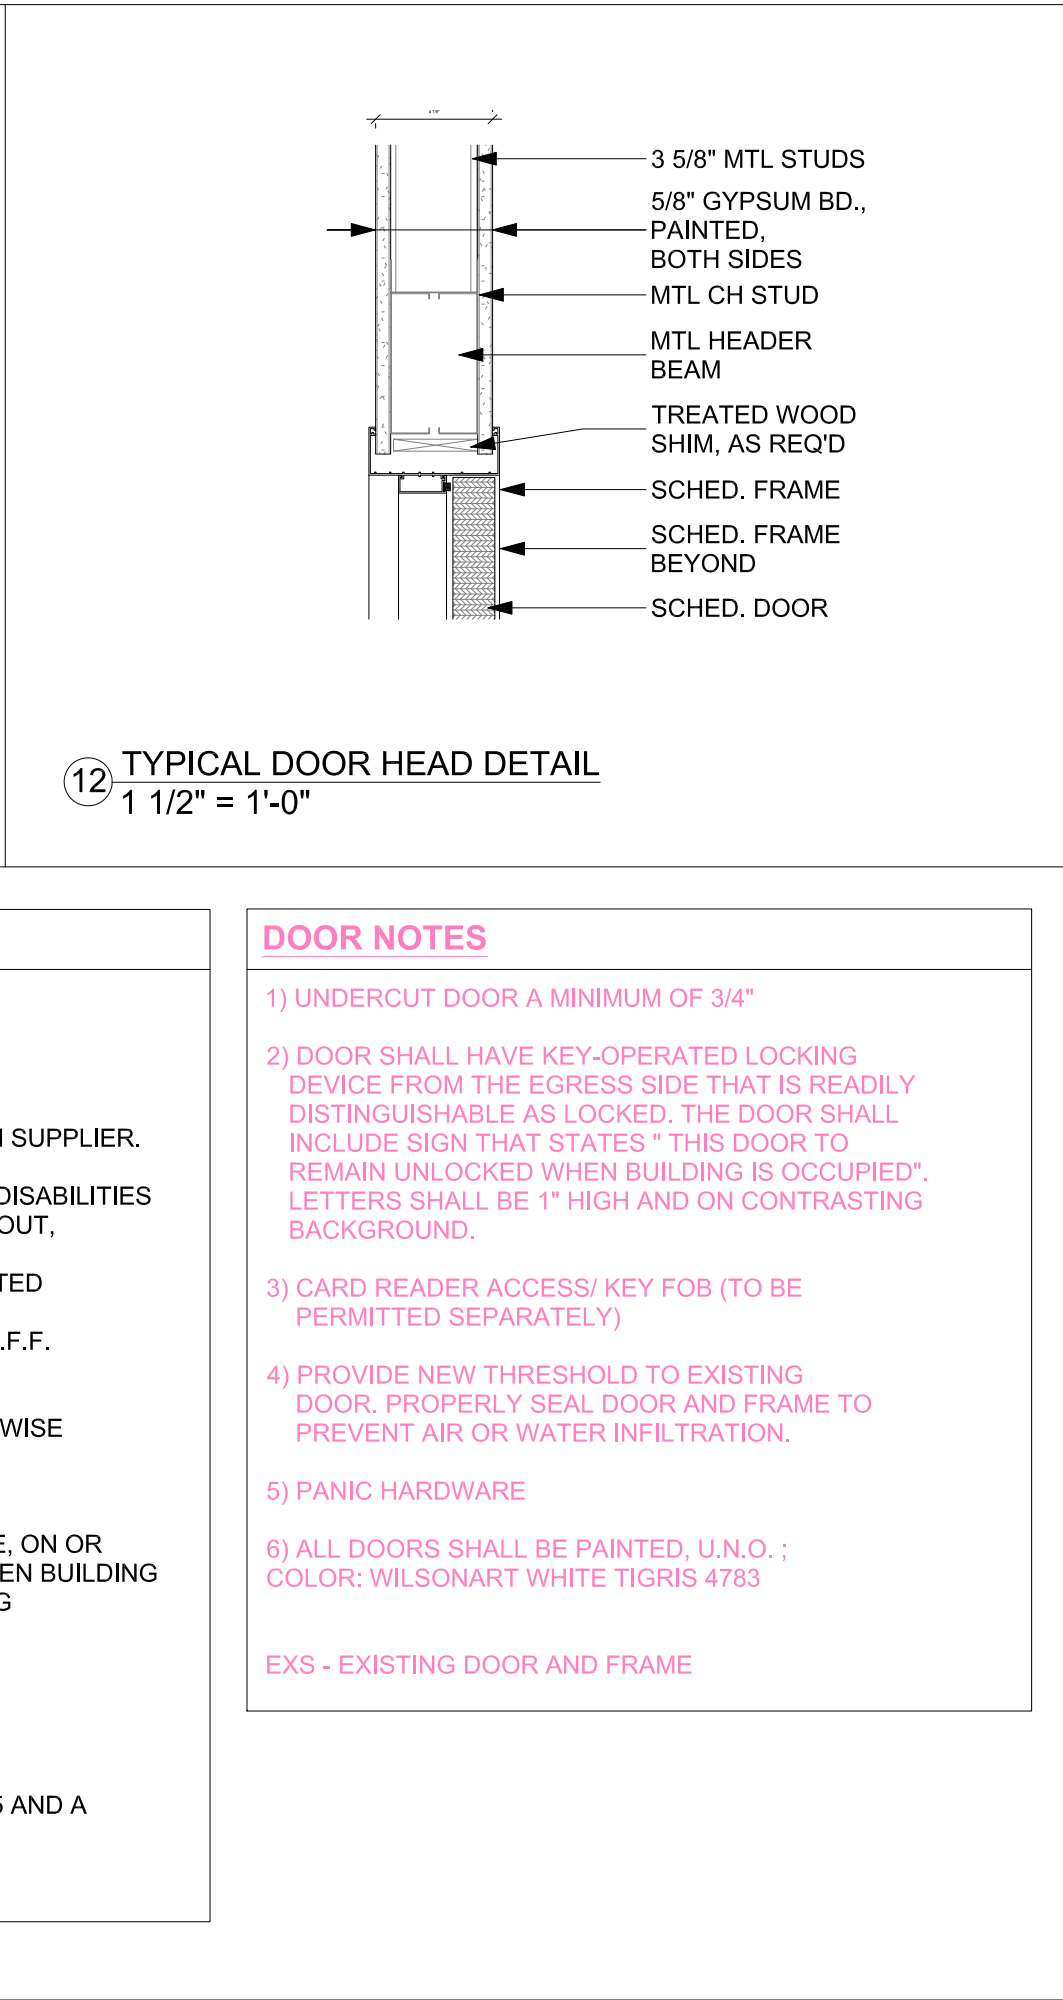 4 7/8"
3 5/8" MTL STUDS
5/8" GYPSUM BD.,
PAINTED,
BOTH SIDES
MTL CH STUD
MTL HEADER
BEAM
TREATED WOOD
SHIM, AS REQ'D
SCHED. FRAME
SCHED. FRAME
BEYOND
SCHED. DOOR
12
TYPICAL DOOR HEAD DETAIL
1 1/2" = 1'-0"
SUPPLIER.
DISABILITIES
OUT,
TED
.F.F.
WISE
E, ON OR
EN BUILDING
G
5 AND A
DOOR NOTES
1) UNDERCUT DOOR A MINIMUM OF 3/4"
2) DOOR SHALL HAVE KEY-OPERATED LOCKING
DEVICE FROM THE EGRESS SIDE THAT IS READILY
DISTINGUISHABLE AS LOCKED. THE DOOR SHALL
INCLUDE SIGN THAT STATES " THIS DOOR TO
REMAIN UNLOCKED WHEN BUILDING IS OCCUPIED".
LETTERS SHALL BE 1" HIGH AND ON CONTRASTING
BACKGROUND.
3) CARD READER ACCESS/ KEY FOB (TO BE
PERMITTED SEPARATELY)
4) PROVIDE NEW THRESHOLD TO EXISTING
DOOR. PROPERLY SEAL DOOR AND FRAME TO
PREVENT AIR OR WATER INFILTRATION.
5) PANIC HARDWARE
6) ALL DOORS SHALL BE PAINTED, U.N.O. ;
COLOR: WILSONART WHITE TIGRIS 4783
EXS - EXISTING DOOR AND FRAME